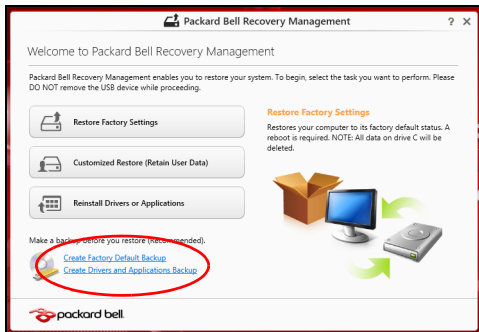 Packard Bell Recovery Management
? X
Welcome to Packard Bell Recovery Management
Packard Bell Recovery Management enables you to restore your system. To begin, select the task you want to perform. Please
DO NOT remove the USB device while proceeding.
Restore Factory Settings
Customized Restore (Retain User Data)
Reinstall Drivers or Applications
Restore Factory Settings
Restores your computer to its factory default status. A
reboot is required. NOTE: All data on drive C will be
deleted.
Make a backup before you restore (Recommended).
Create Factory Default Backup
Create Drivers and Applications Backup
packard bell